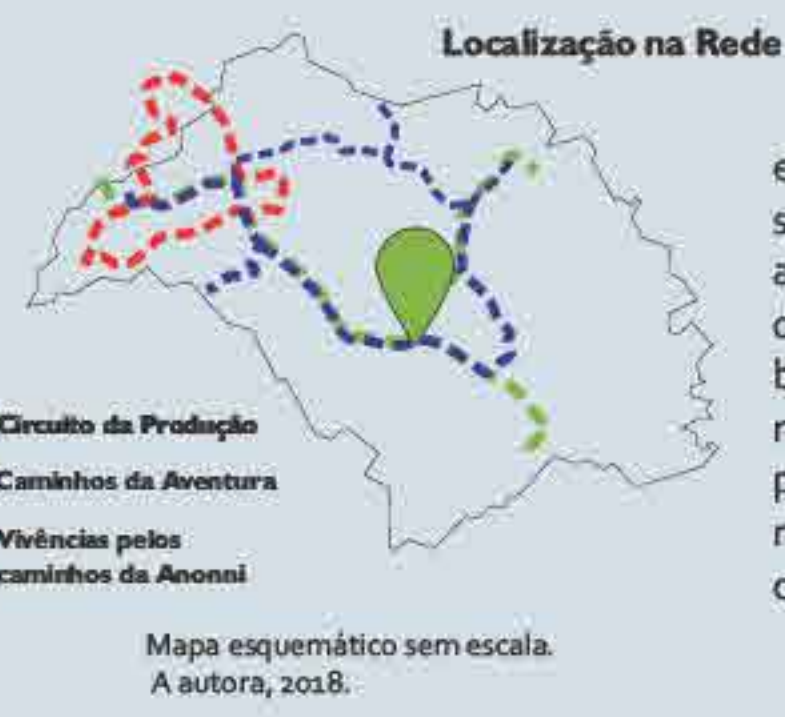 Localização na Rede
Circuito da Produção
Caminhos da Aventura
Vivências pelos
caminhos da Anonni
Mapa esquemático sem escala.
A autora, 2018.